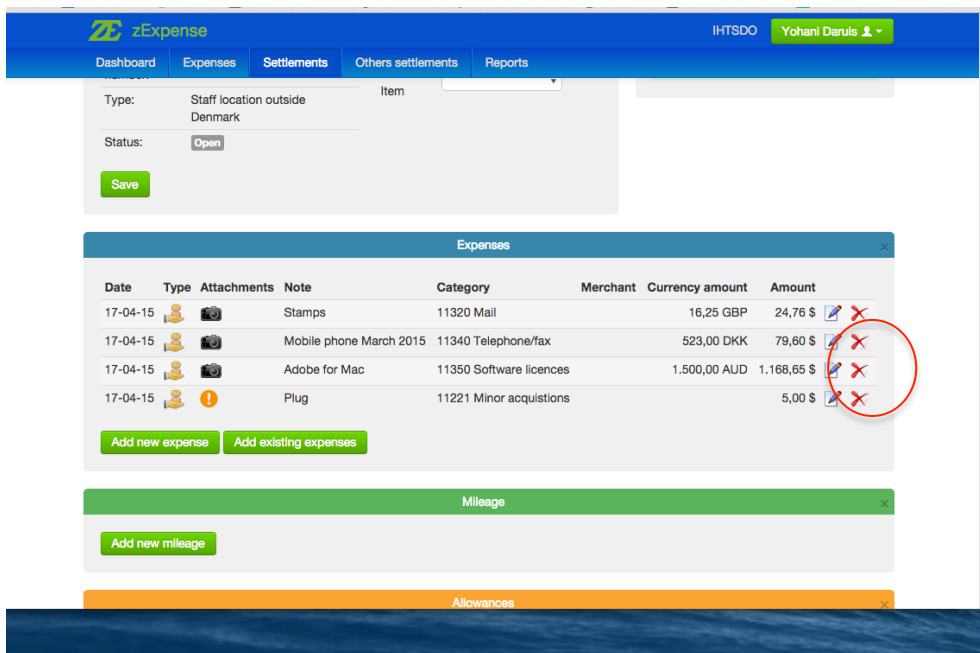 ZE zExpense IHTSDO Yohani Daruis
Dashboard Expenses Settlements Others settlements Reports
Type: Staff location outside Item
Denmark
Status: Open
Save
Expenses ×
Date Type Attachments Note Category Merchant Currency amount Amount
17-04-15 Stamps 11320 Mail 16,25 GBP 24,76 $
17-04-15 Mobile phone March 2015 11340 Telephone/fax 523,00 DKK 79,60 $
17-04-15 Adobe for Mac 11350 Software licences 1.500,00 AUD 1.168,65 $
17-04-15 Plug 11221 Minor acquistions 5,00 $
Add new expense Add existing expenses
Mileage ×
Add new mileage
Allowances ×